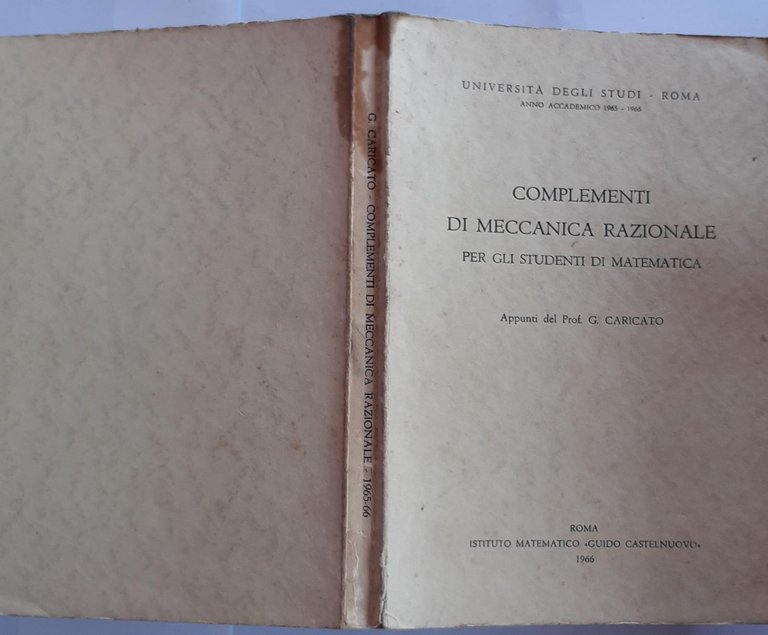 G. CARICATO - COMPLEMENTI DI MECCANICA RAZIONALE - 1965-66
UNIVERSITÀ DEGLI STUDI - ROMA
ANNO ACCADEMICO 1965 - 1966
COMPLEMENTI
DI MECCANICA RAZIONALE
PER GLI STUDENTI DI MATEMATICA
Appunti del Prof. G. CARICATO
ROMA
ISTITUTO MATEMATICO «GUIDO CASTELNUOVO»
1966